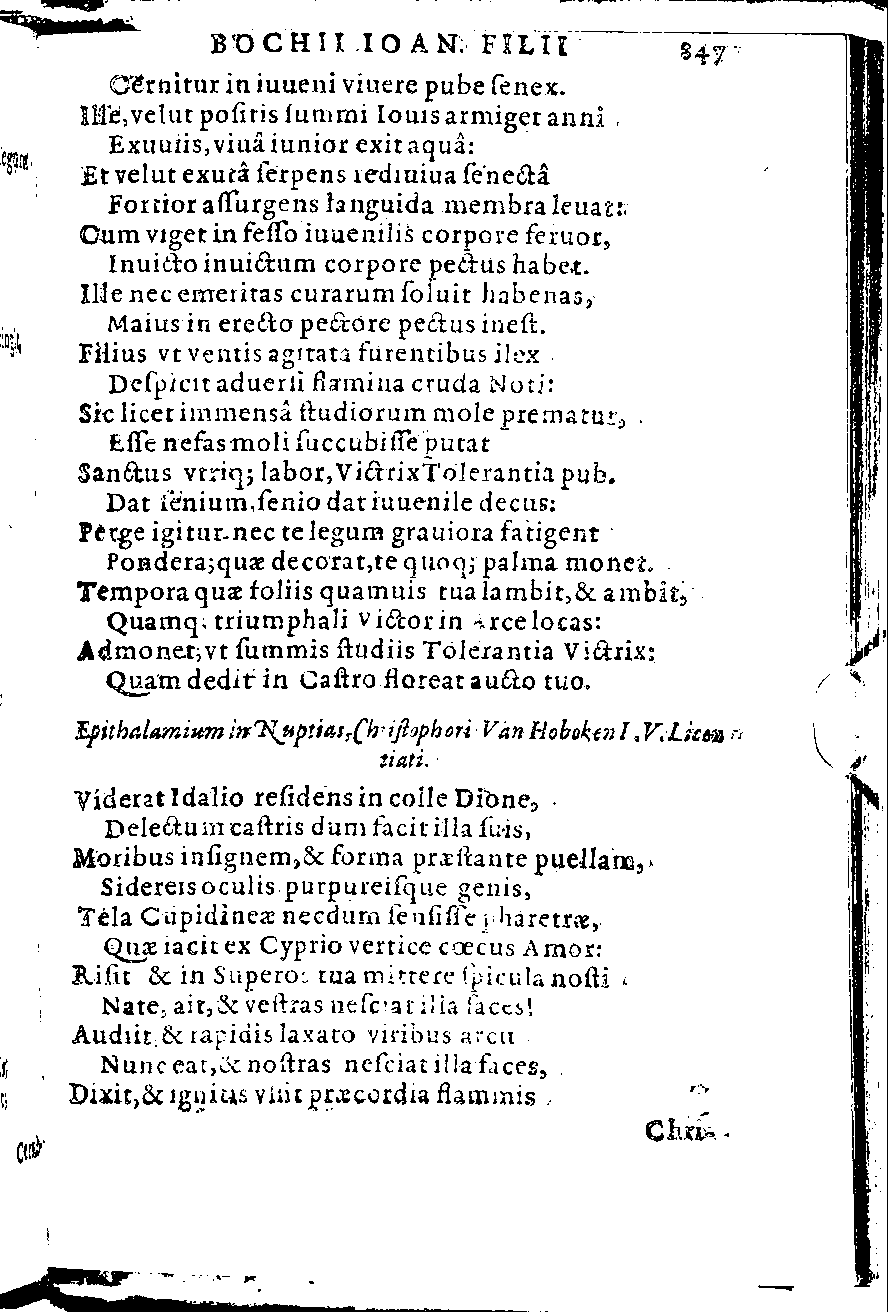 BOCHII IOAN. FILII 847
Cernitur in iuueni viuere pube ſenex.
Ille, velut poſitis ſummi Iouis armiger anni
Exuuiis, viuâ iunior exit aquâ:
Et velut exutâ ſerpens rediuiua ſenectâ
Fortior aſſurgens languida membra leuat:
Cum viget in feſſo iuuenilis corpore feruor,
Inuicto inuictum corpore pectus habet.
Ille nec emeritas curarum ſoluit habenas,
Maius in erecto pectore pectus ineſt.
Filius vt ventis agitata furentibus ilex
Deſpicit aduerſi flamina cruda Noti:
Sic licet immensâ ſtudiorum mole prematur,
Eſſe nefas moli ſuccubiſſe putat
Sanctus vtriq; labor, Victrix Tolerantia pub.
Dat ſenium, ſenio dat iuuenile decus:
Perge igitur nec te legum grauiora fatigent
Pondera; quæ decorat, te quoq; palma monet.
Tempora quæ foliis quamuis tua lambit, & ambit,
Quamq. triumphali Victor in Arce locas:
Admonet, vt ſummis ſtudiis Tolerantia Victrix:
Quam dedit in Caſtro floreat aucto tuo.
Epithalamium in Nuptias, Chriſtophori Van Hoboken I. V. Licen
tiati.
Viderat Idalio reſidens in colle Dione,
Delectum caſtris dum facit illa ſuis,
Moribus inſignem, & forma præſtante puellam,
Sidereis oculis purpureiſque genis,
Tela Cupidineæ necdum ſenſiſſe pharetræ,
Quæ iacit ex Cyprio vertice cœcus Amor:
Riſit & in Superos tua mittere ſpicula noſti
Nate, ait, & veſtras neſciat illa faces!
Audiit & rapidis laxato viribus arcu
Nunc eat, & noſtras neſciat illa faces,
Dixit, & ignitus vſſit præcordia flammis
Chri-